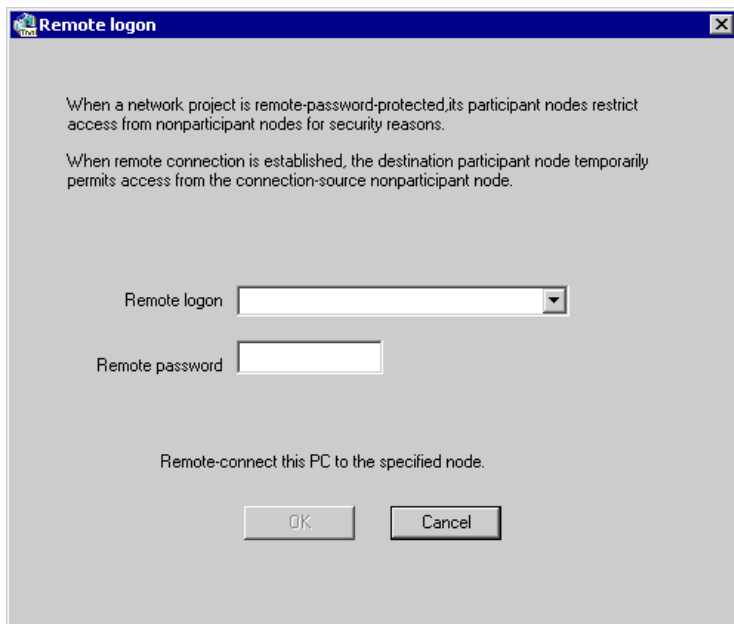 Remote logon
When a network project is remote-password-protected,its participant nodes restrict
access from nonparticipant nodes for security reasons.
When remote connection is established, the destination participant node temporarily
permits access from the connection-source nonparticipant node.
Remote logon
Remote password
Remote-connect this PC to the specified node.
OK
Cancel